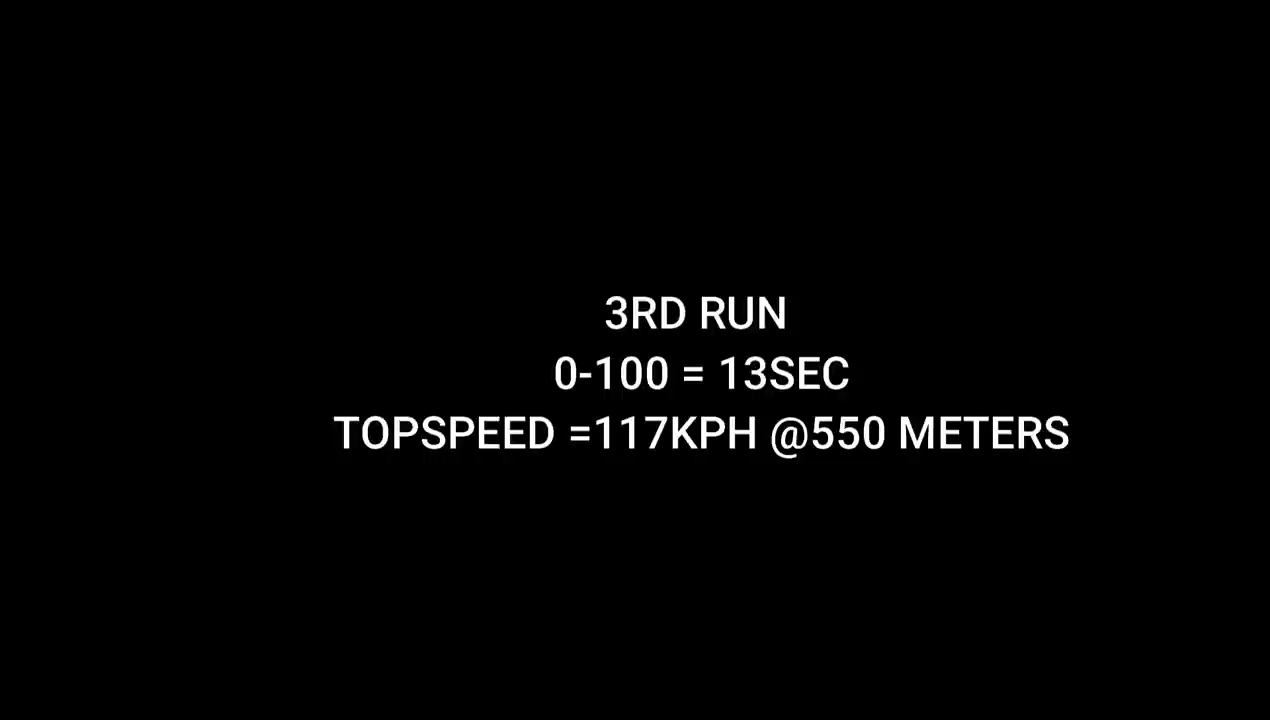 3RD RUN
0-100 = 13SEC
TOPSPEED =117KPH @550 METERS